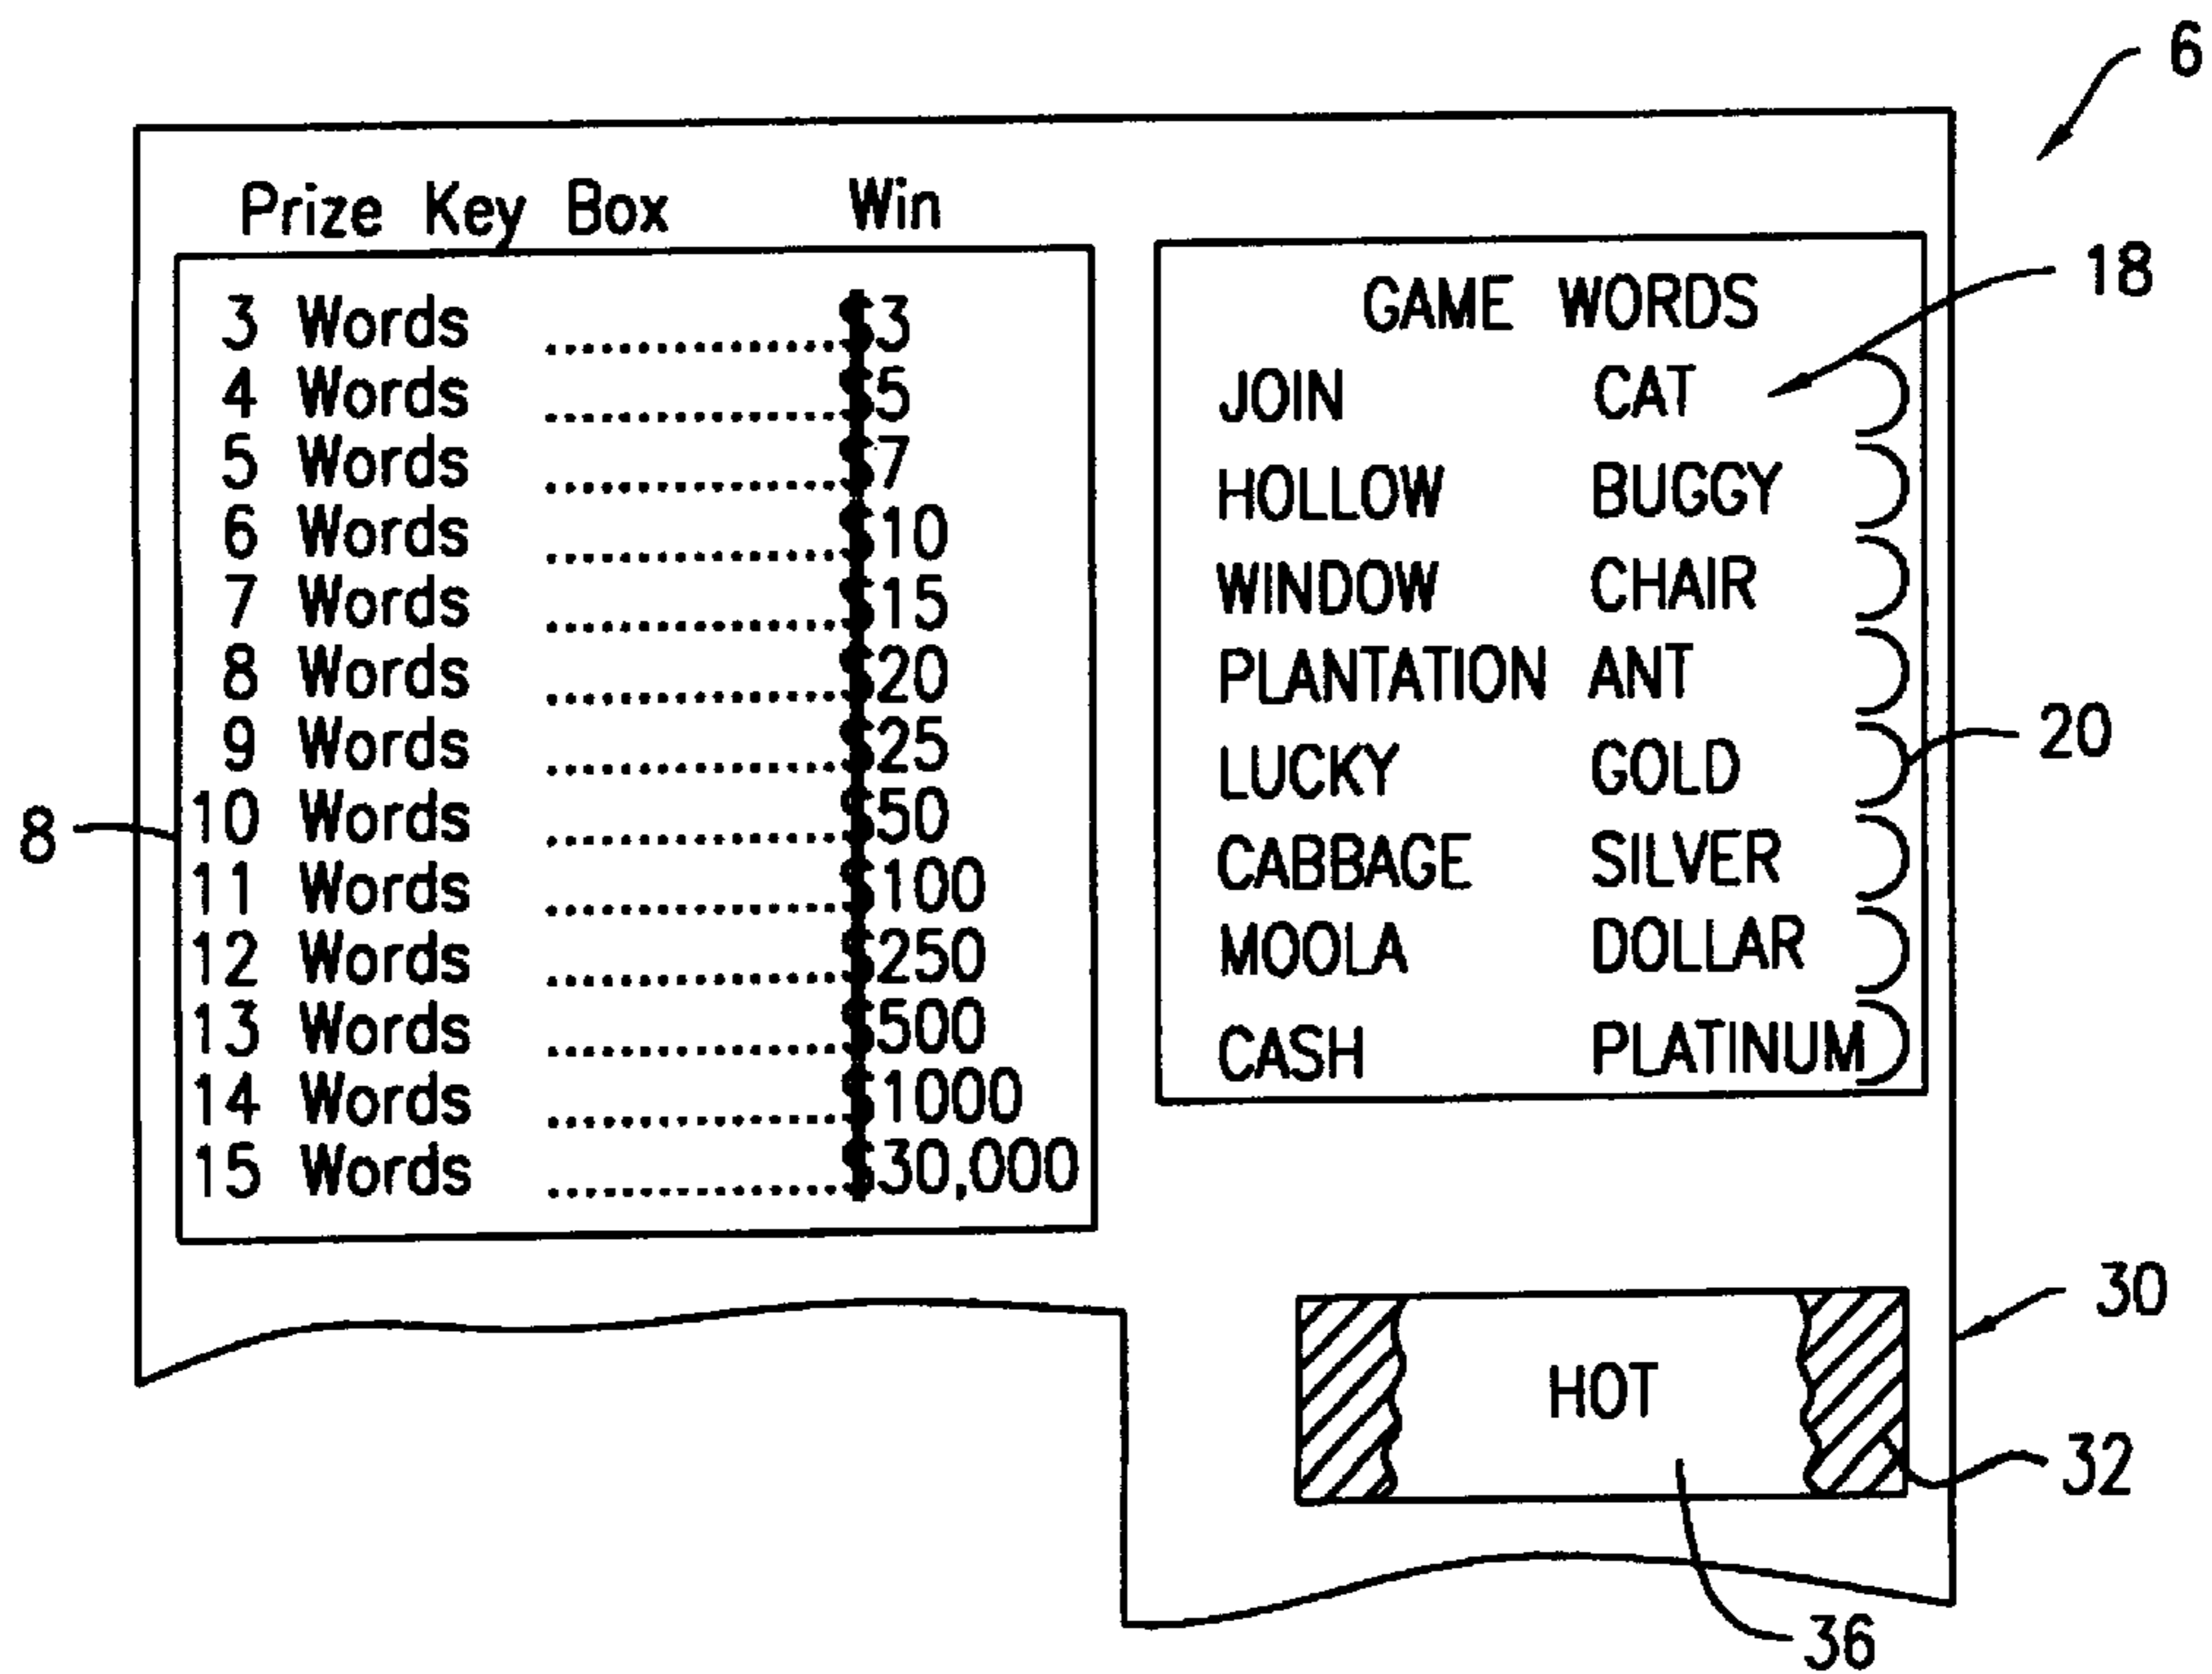 6
Prize Key Box Win
3 Words ................$3
4 Words ................$5
5 Words ................$7
6 Words ................$10
7 Words ................$15
8 Words ................$20
9 Words ................$25
10 Words ................$50
11 Words ................$100
12 Words ................$250
13 Words ................$500
14 Words ................$1000
15 Words ................$30,000
8
GAME WORDS
18
JOIN CAT
HOLLOW BUGGY
WINDOW CHAIR
PLANTATION ANT
LUCKY GOLD
20
CABBAGE SILVER
MOOLA DOLLAR
CASH PLATINUM
30
HOT
32
36